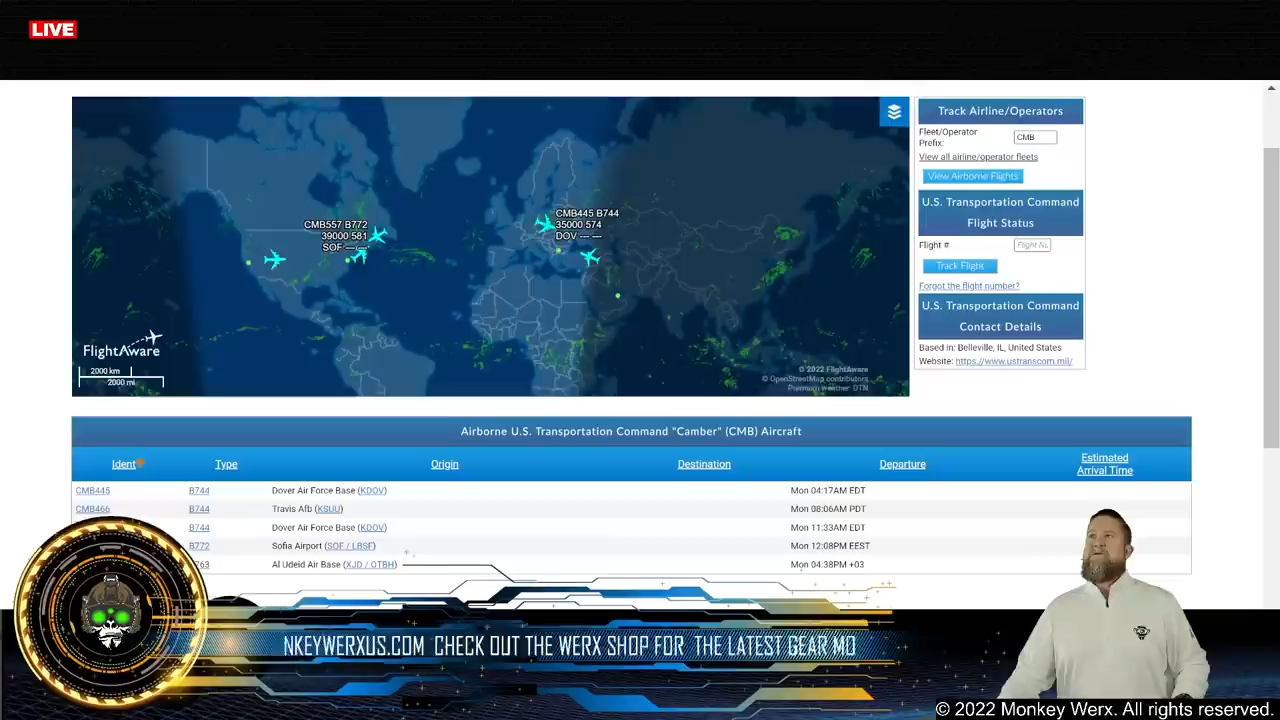 LIVE
CMB557 B772
39000 581
SOF
CMB445 B744
35000 574
DOV
FlightAware
2000 km
2000 mi
© 2022 FlightAware
© OpenStreetMap contributors
Premium weather: DTN
Track Airline/Operators
Fleet/Operator
Prefix:
CMB
View all airline/operator fleets
View Airborne Flights
U.S. Transportation Command
Flight Status
Flight #
Flight Nu
Track Flight
Forgot the flight number?
U.S. Transportation Command
Contact Details
Based in: Belleville, IL, United States
Website: https://www.ustranscom.mil/
Airborne U.S. Transportation Command "Camber" (CMB) Aircraft
Ident Type Origin Destination Departure Estimated
Arrival Time
CMB445 B744 Dover Air Force Base (KDOV) Mon 04:17AM EDT
CMB466 B744 Travis Afb (KSUU) Mon 08:06AM PDT
B744 Dover Air Force Base (KDOV) Mon 11:33AM EDT
B772 Sofia Airport (SOF / LBSF) Mon 12:08PM EEST
763 Al Udeid Air Base (XJD / OTBH) Mon 04:38PM +03
NKEYWERXUS.COM CHECK OUT THE WERX SHOP FOR THE LATEST GEAR MO
© 2022 Monkey Werx. All rights reserved.